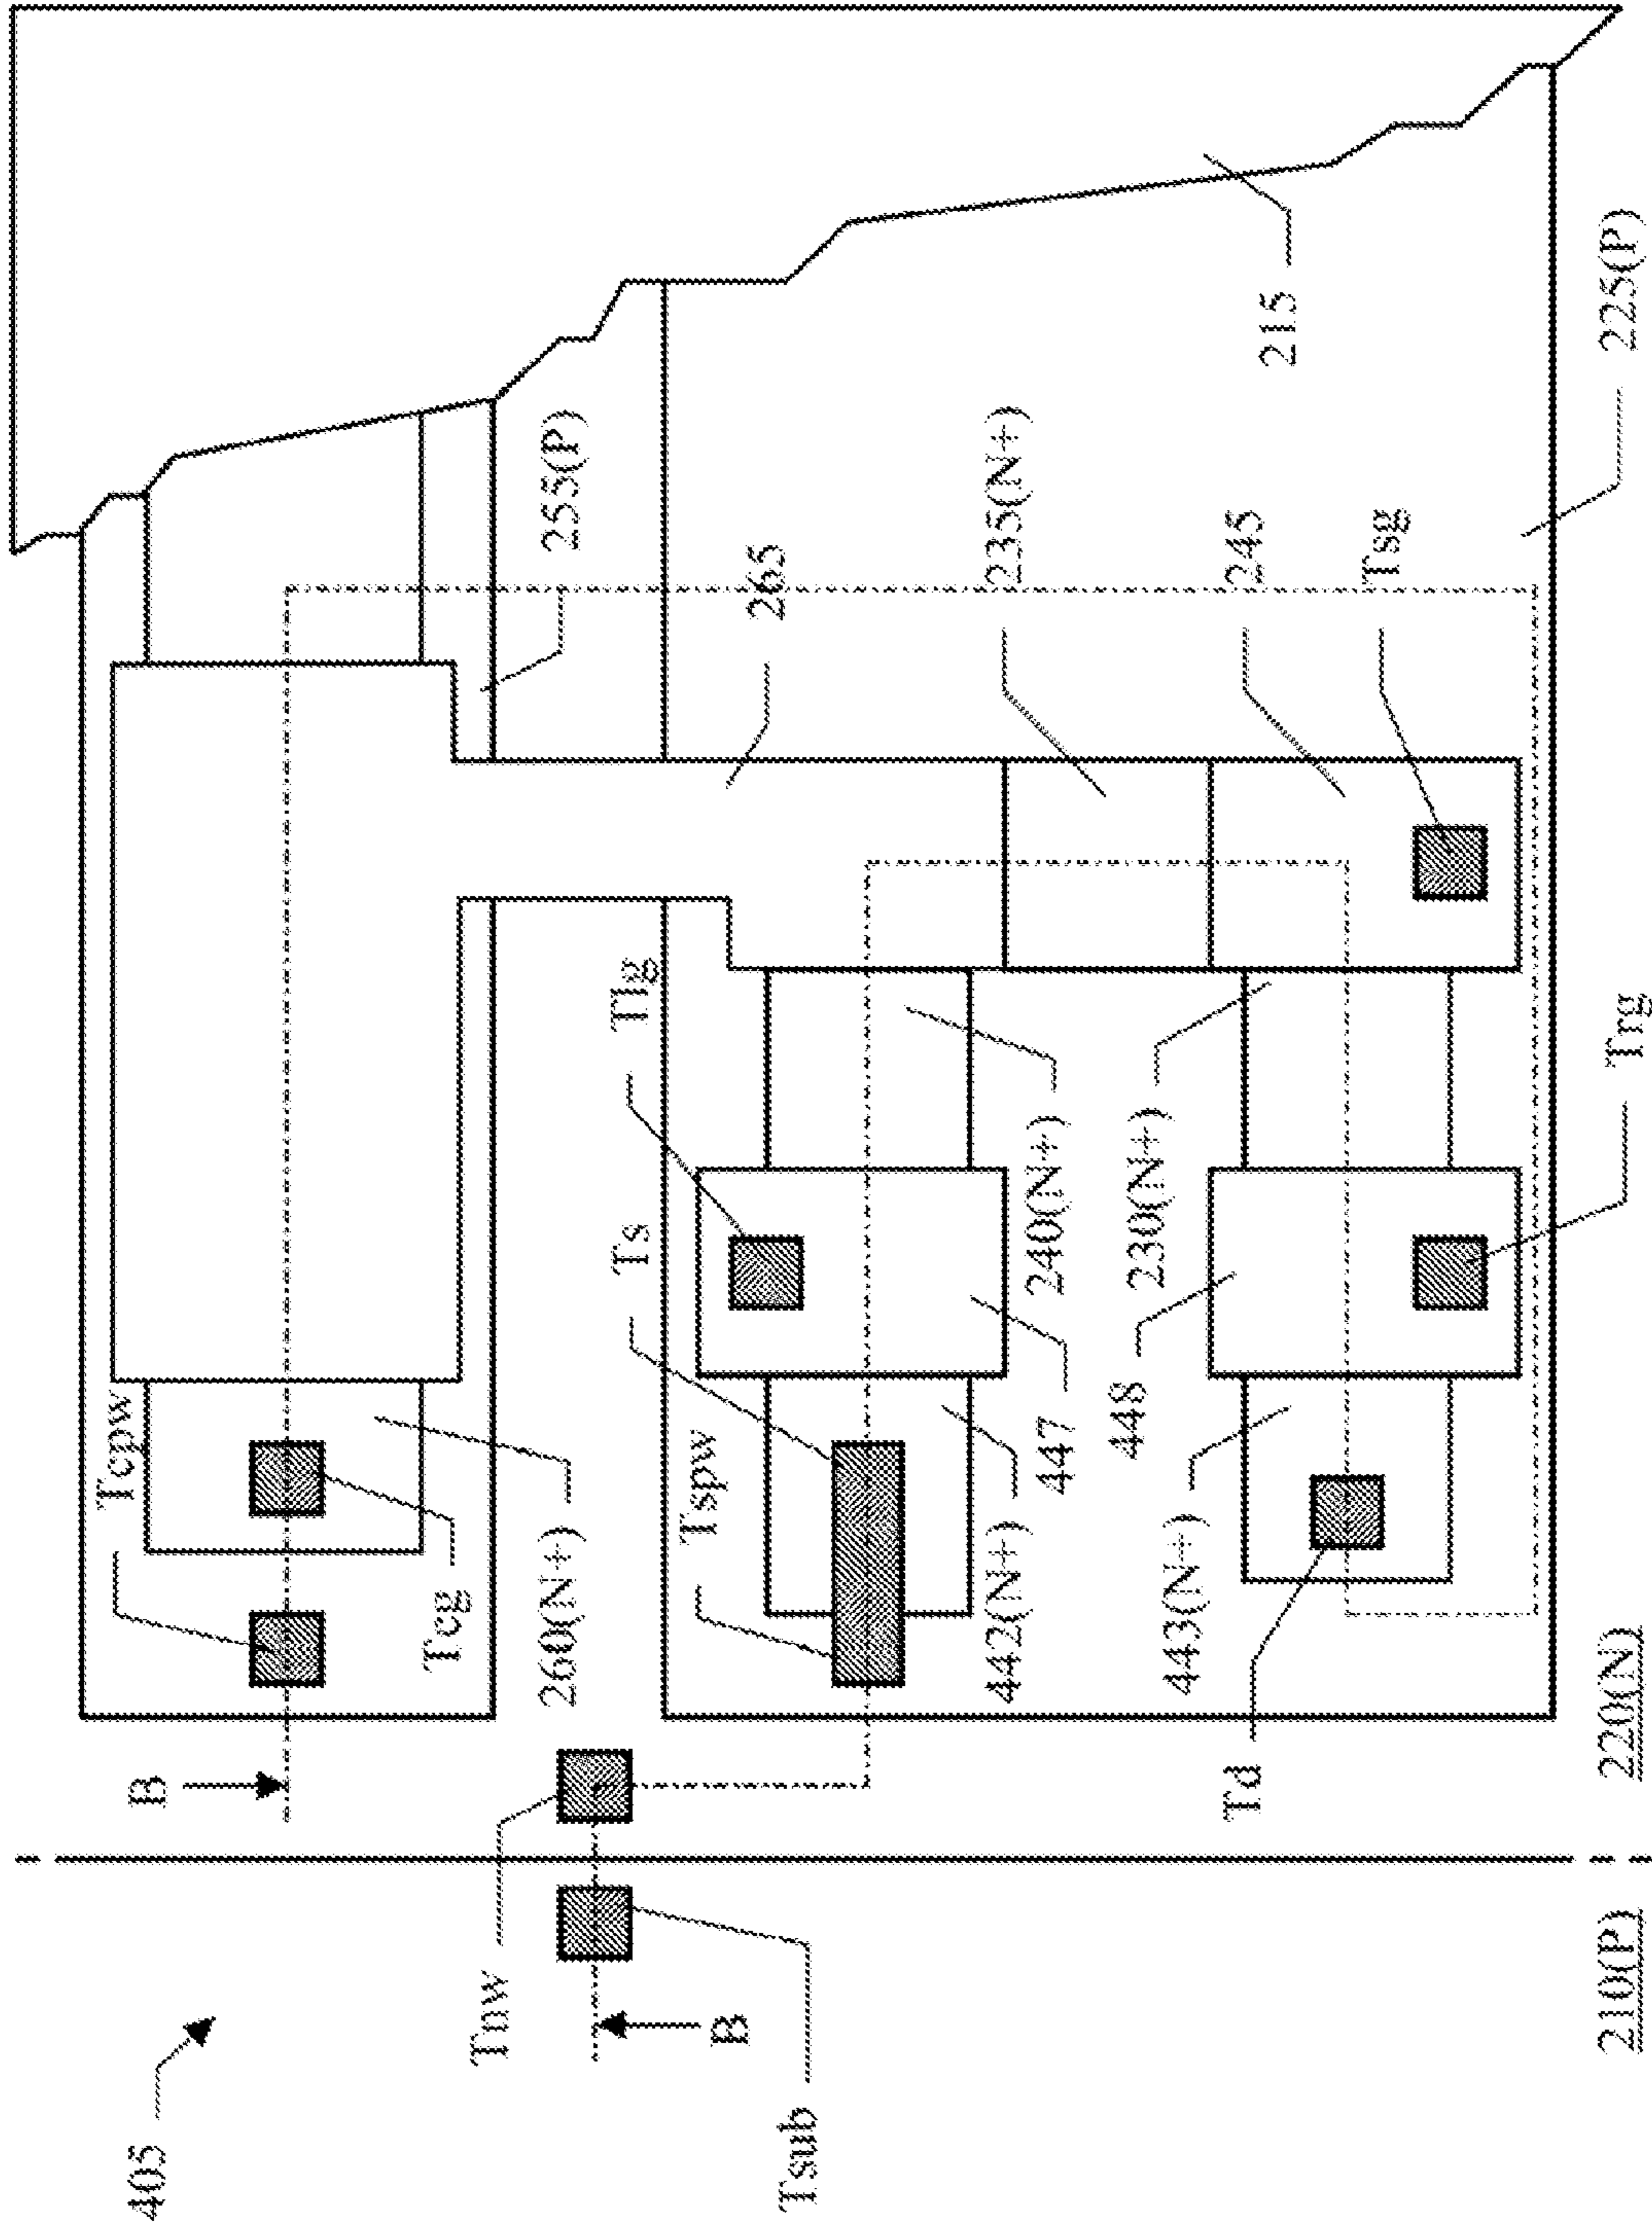 405
Tsub
B
Tnw
B
Tcpw
Tcg
260(N+)
255(P)
265
Tspw
Ts
Tlg
442(N+)
447
240(N+)
235(N+)
443(N+)
448
230(N+)
245
Td
Tsg
Trg
215
210(P)
220(N)
225(P)